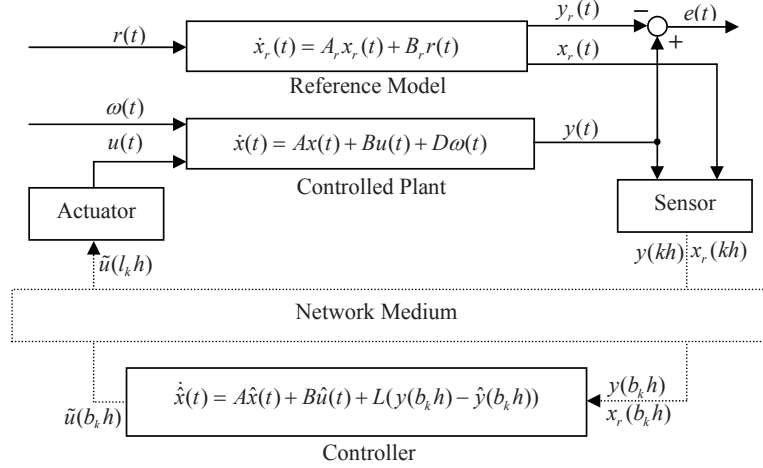 y_r(t)
− e(t)
r(t)
ẋ_r(t) = A_r x_r(t) + B_r r(t)
+
x_r(t)
Reference Model
ω(t)
u(t)
ẋ(t) = Ax(t) + Bu(t) + Dω(t)
y(t)
Controlled Plant
Actuator
Sensor
ũ(l_k h)
y(kh) x_r(kh)
Network Medium
ẋ̂(t) = Ax̂(t) + Bû(t) + L(y(b_k h) − ŷ(b_k h))
y(b_k h)
x_r(b_k h)
ũ(b_k h)
Controller